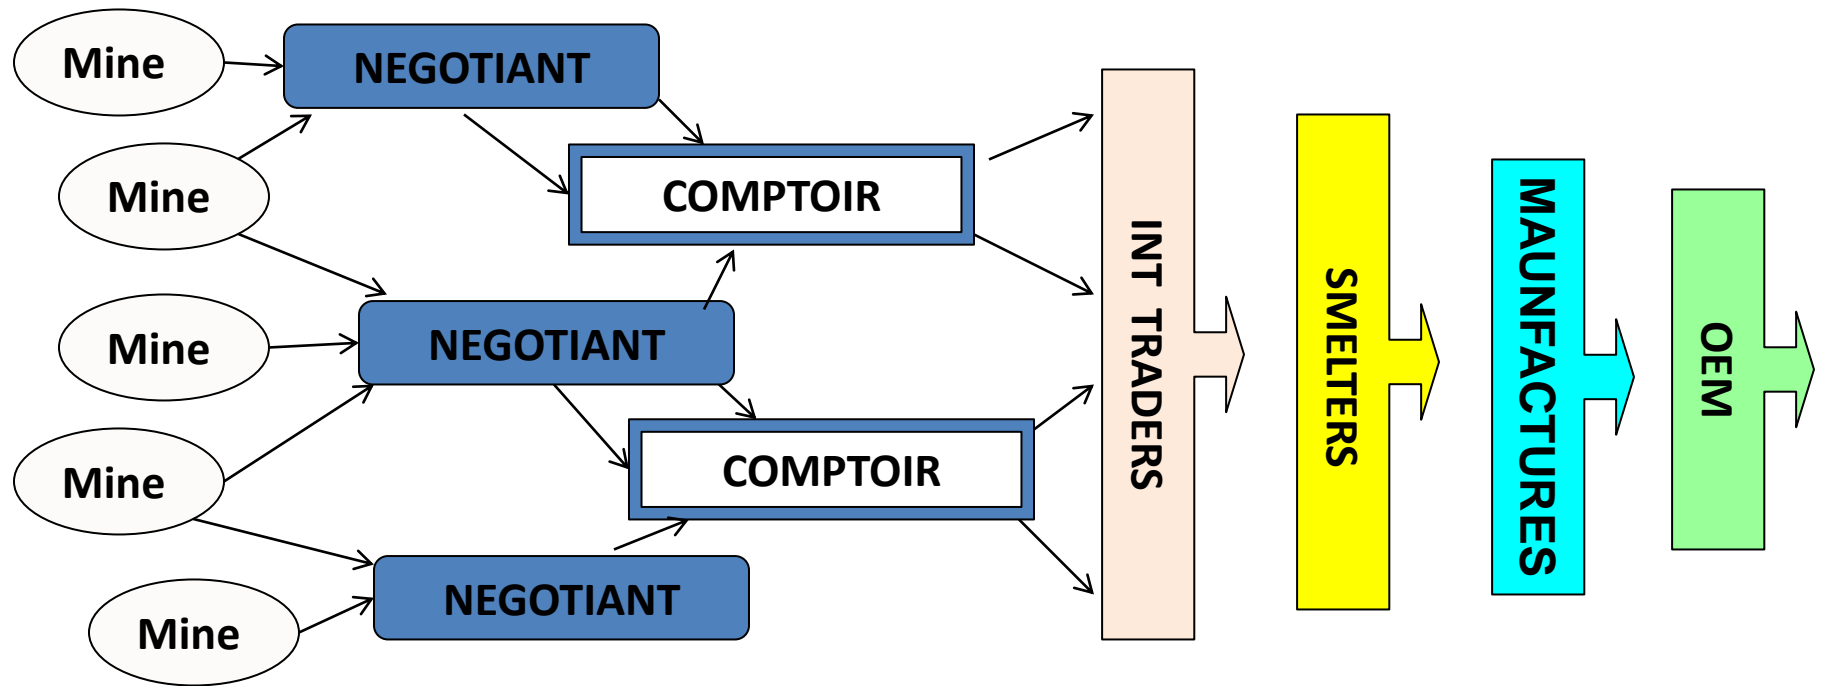 Mine
NEGOTIANT
Mine
COMPTOIR
Mine
NEGOTIANT
Mine
COMPTOIR
Mine
NEGOTIANT
INT TRADERS
SMELTERS
MAUNFACTURES
OEM